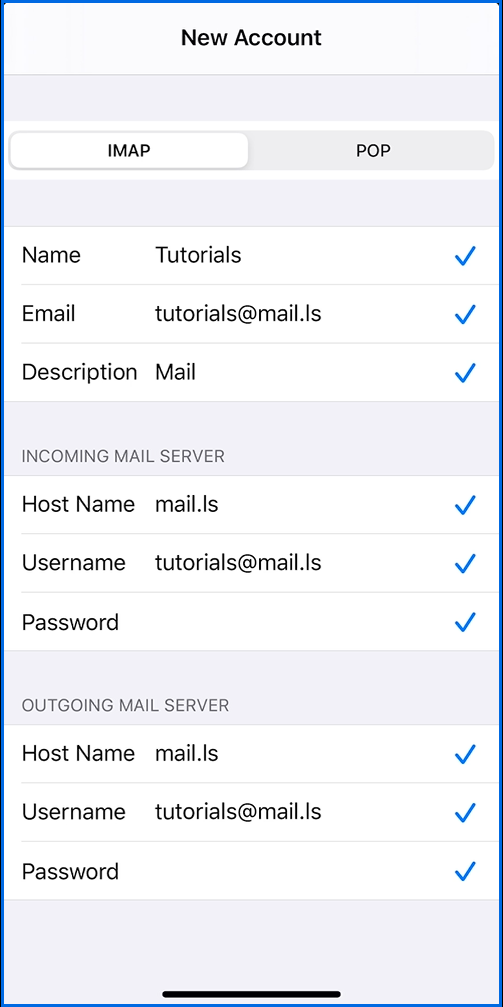 New Account
IMAP POP
Name Tutorials
Email tutorials@mail.ls
Description Mail
INCOMING MAIL SERVER
Host Name mail.ls
Username tutorials@mail.ls
Password
OUTGOING MAIL SERVER
Host Name mail.ls
Username tutorials@mail.ls
Password